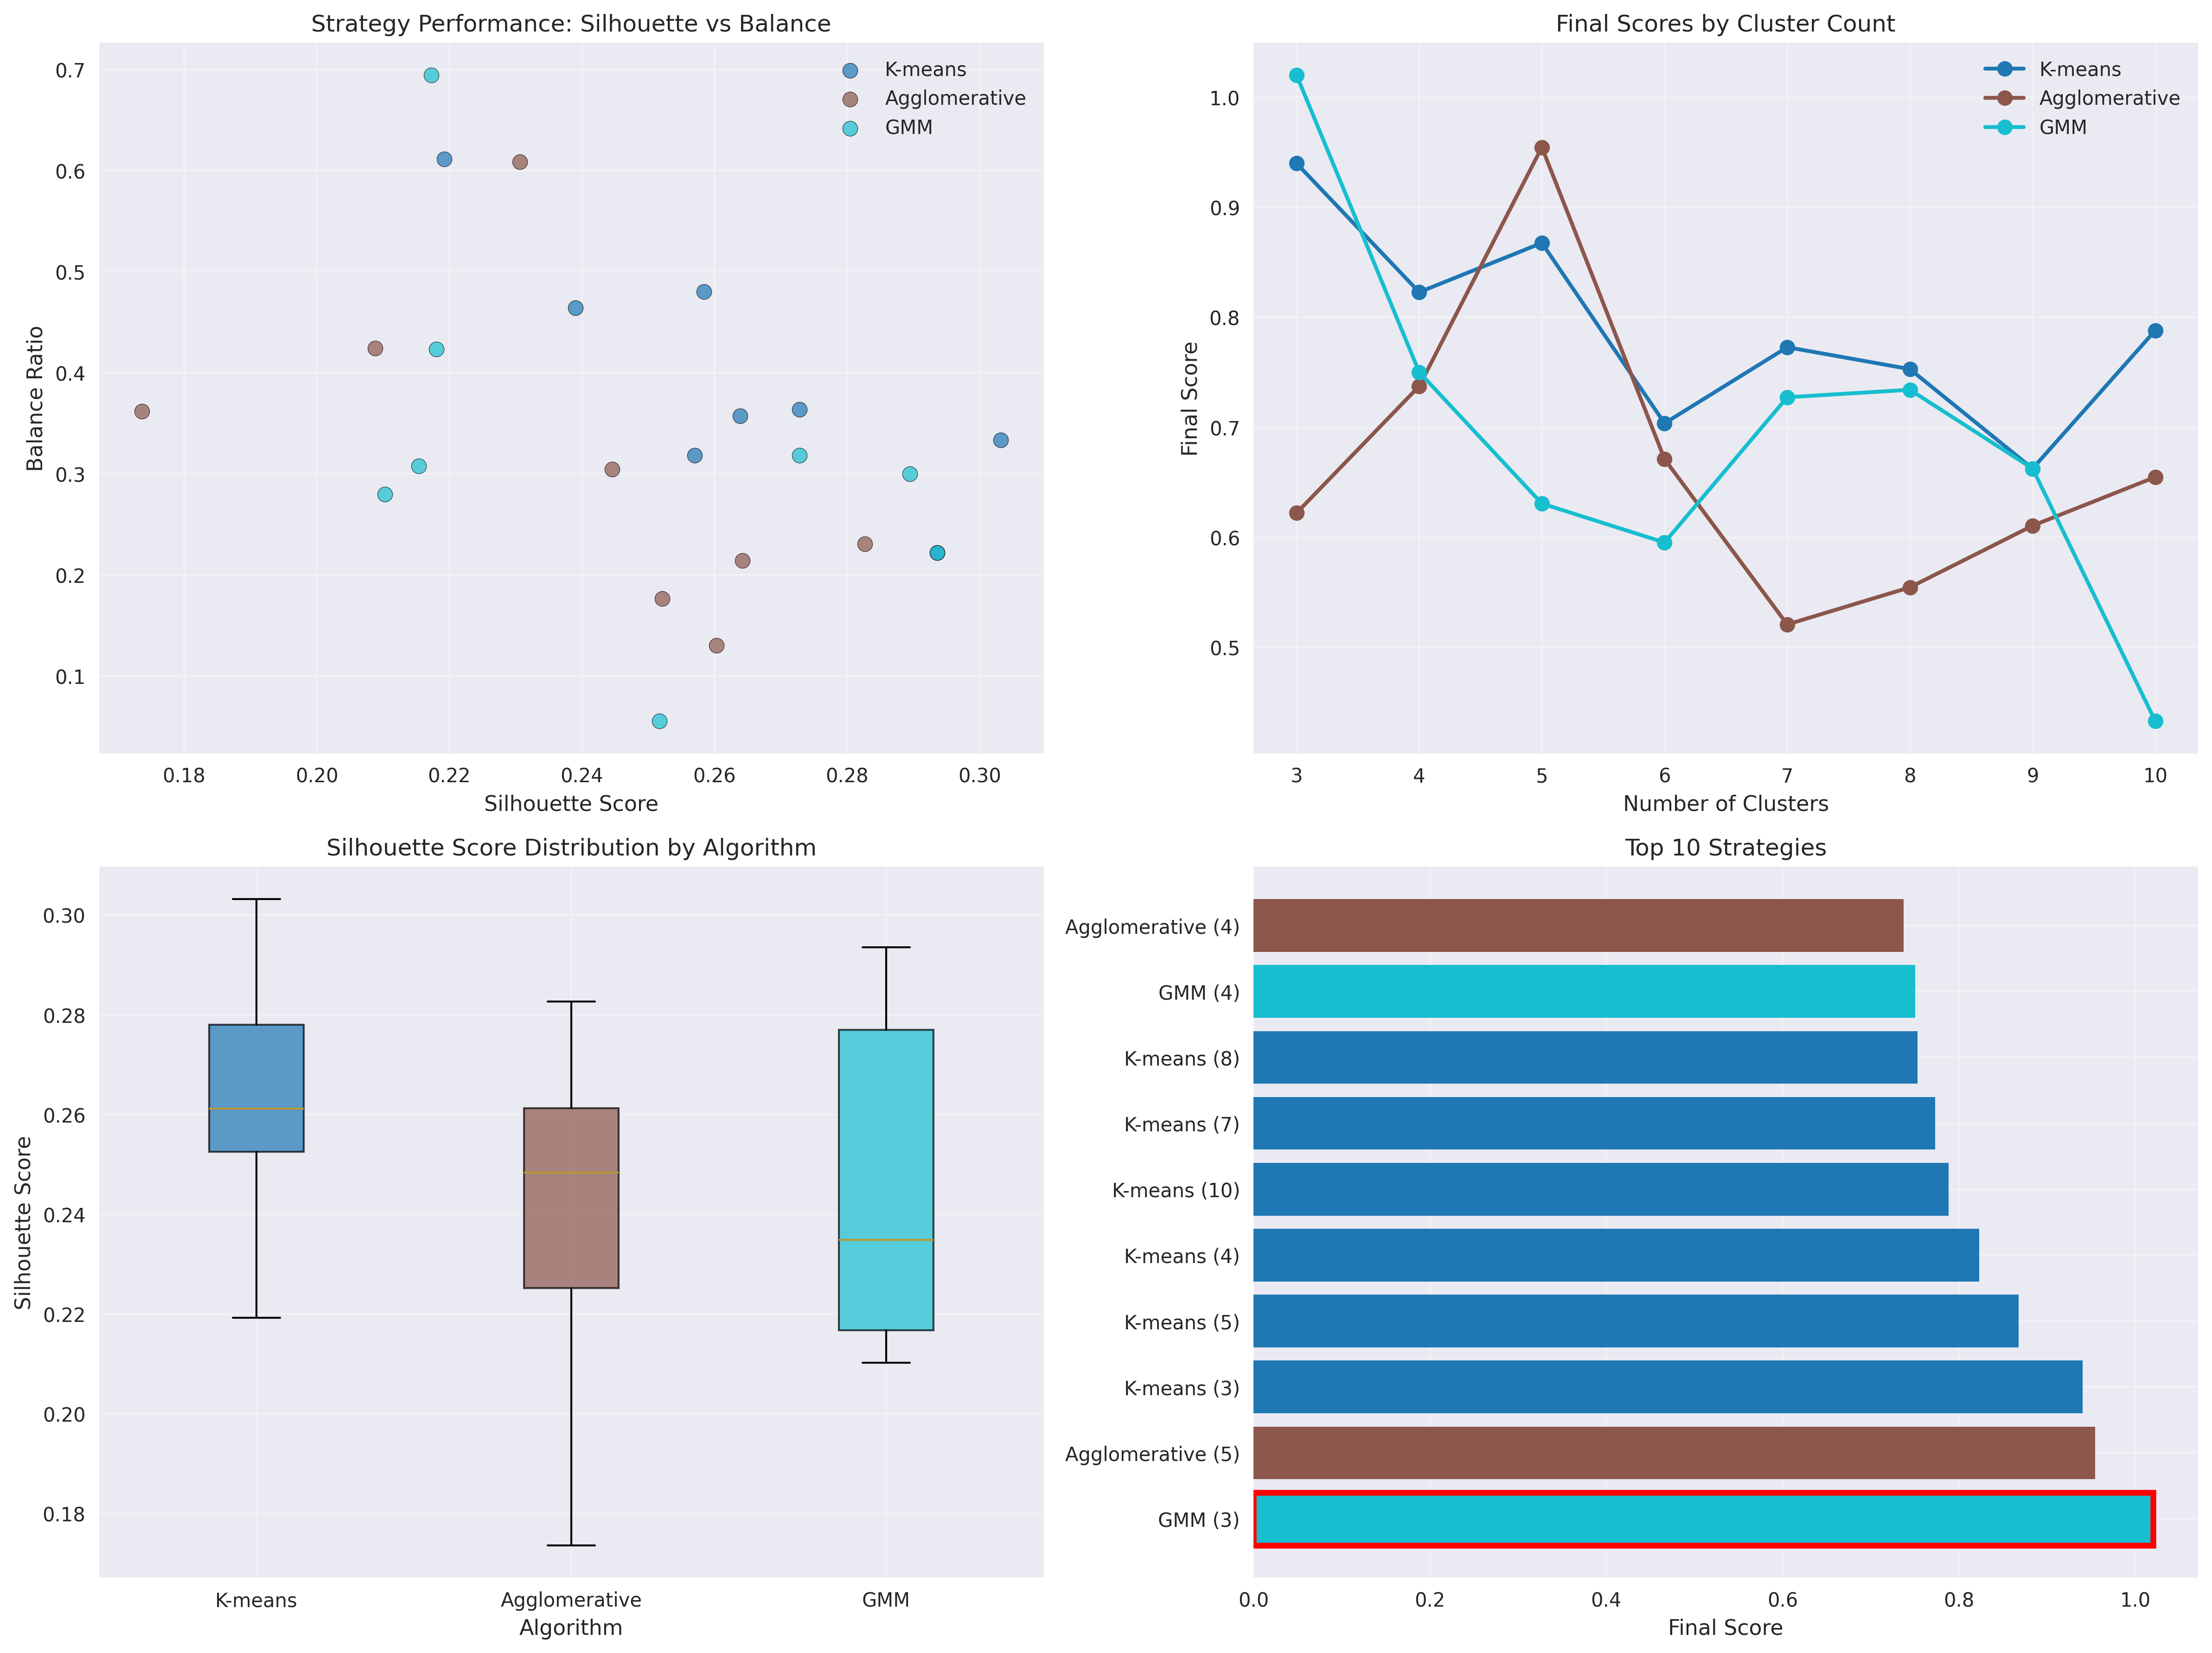 Strategy Performance: Silhouette vs Balance
K-means
Agglomerative
GMM
0.7
0.6
0.5
0.4
0.3
0.2
0.1
Balance Ratio
0.18 0.20 0.22 0.24 0.26 0.28 0.30
Silhouette Score
Final Scores by Cluster Count
K-means
Agglomerative
GMM
1.0
0.9
0.8
0.7
0.6
0.5
Final Score
3 4 5 6 7 8 9 10
Number of Clusters
Silhouette Score Distribution by Algorithm
0.30
0.28
0.26
0.24
0.22
0.20
0.18
Silhouette Score
K-means Agglomerative GMM
Algorithm
Top 10 Strategies
Agglomerative (4)
GMM (4)
K-means (8)
K-means (7)
K-means (10)
K-means (4)
K-means (5)
K-means (3)
Agglomerative (5)
GMM (3)
0.0 0.2 0.4 0.6 0.8 1.0
Final Score